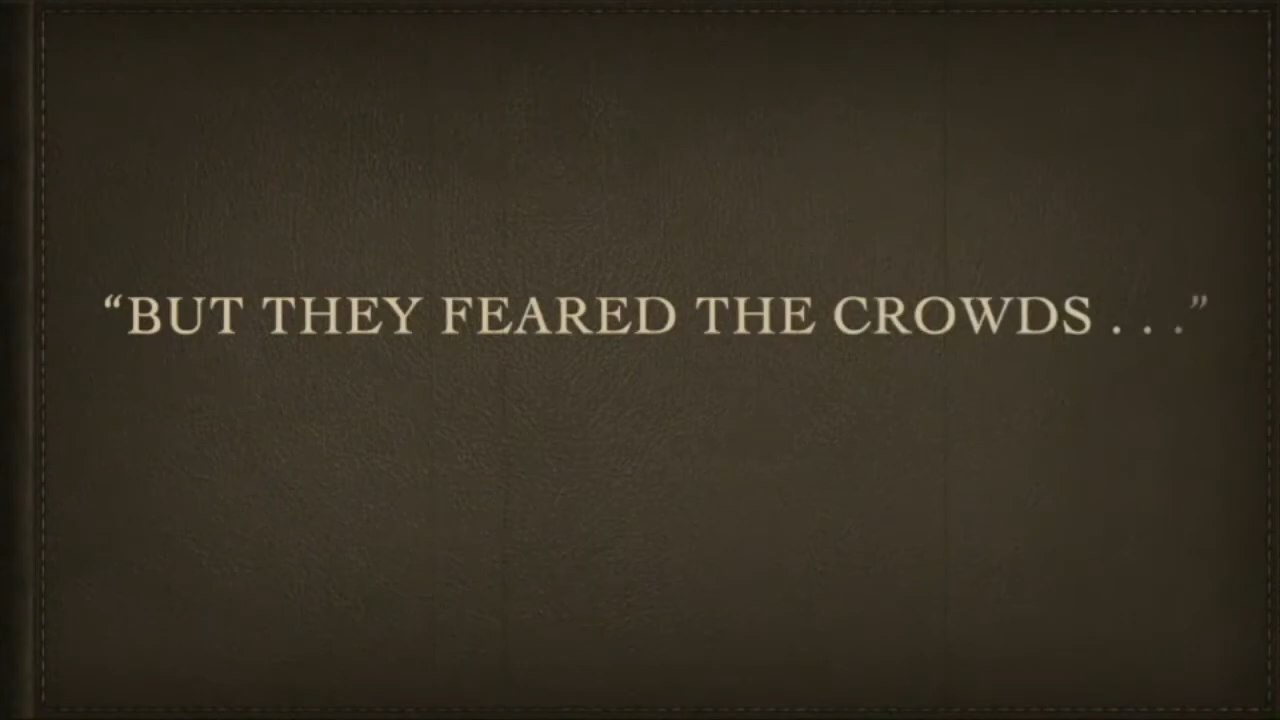 “BUT THEY FEARED THE CROWDS . . .”